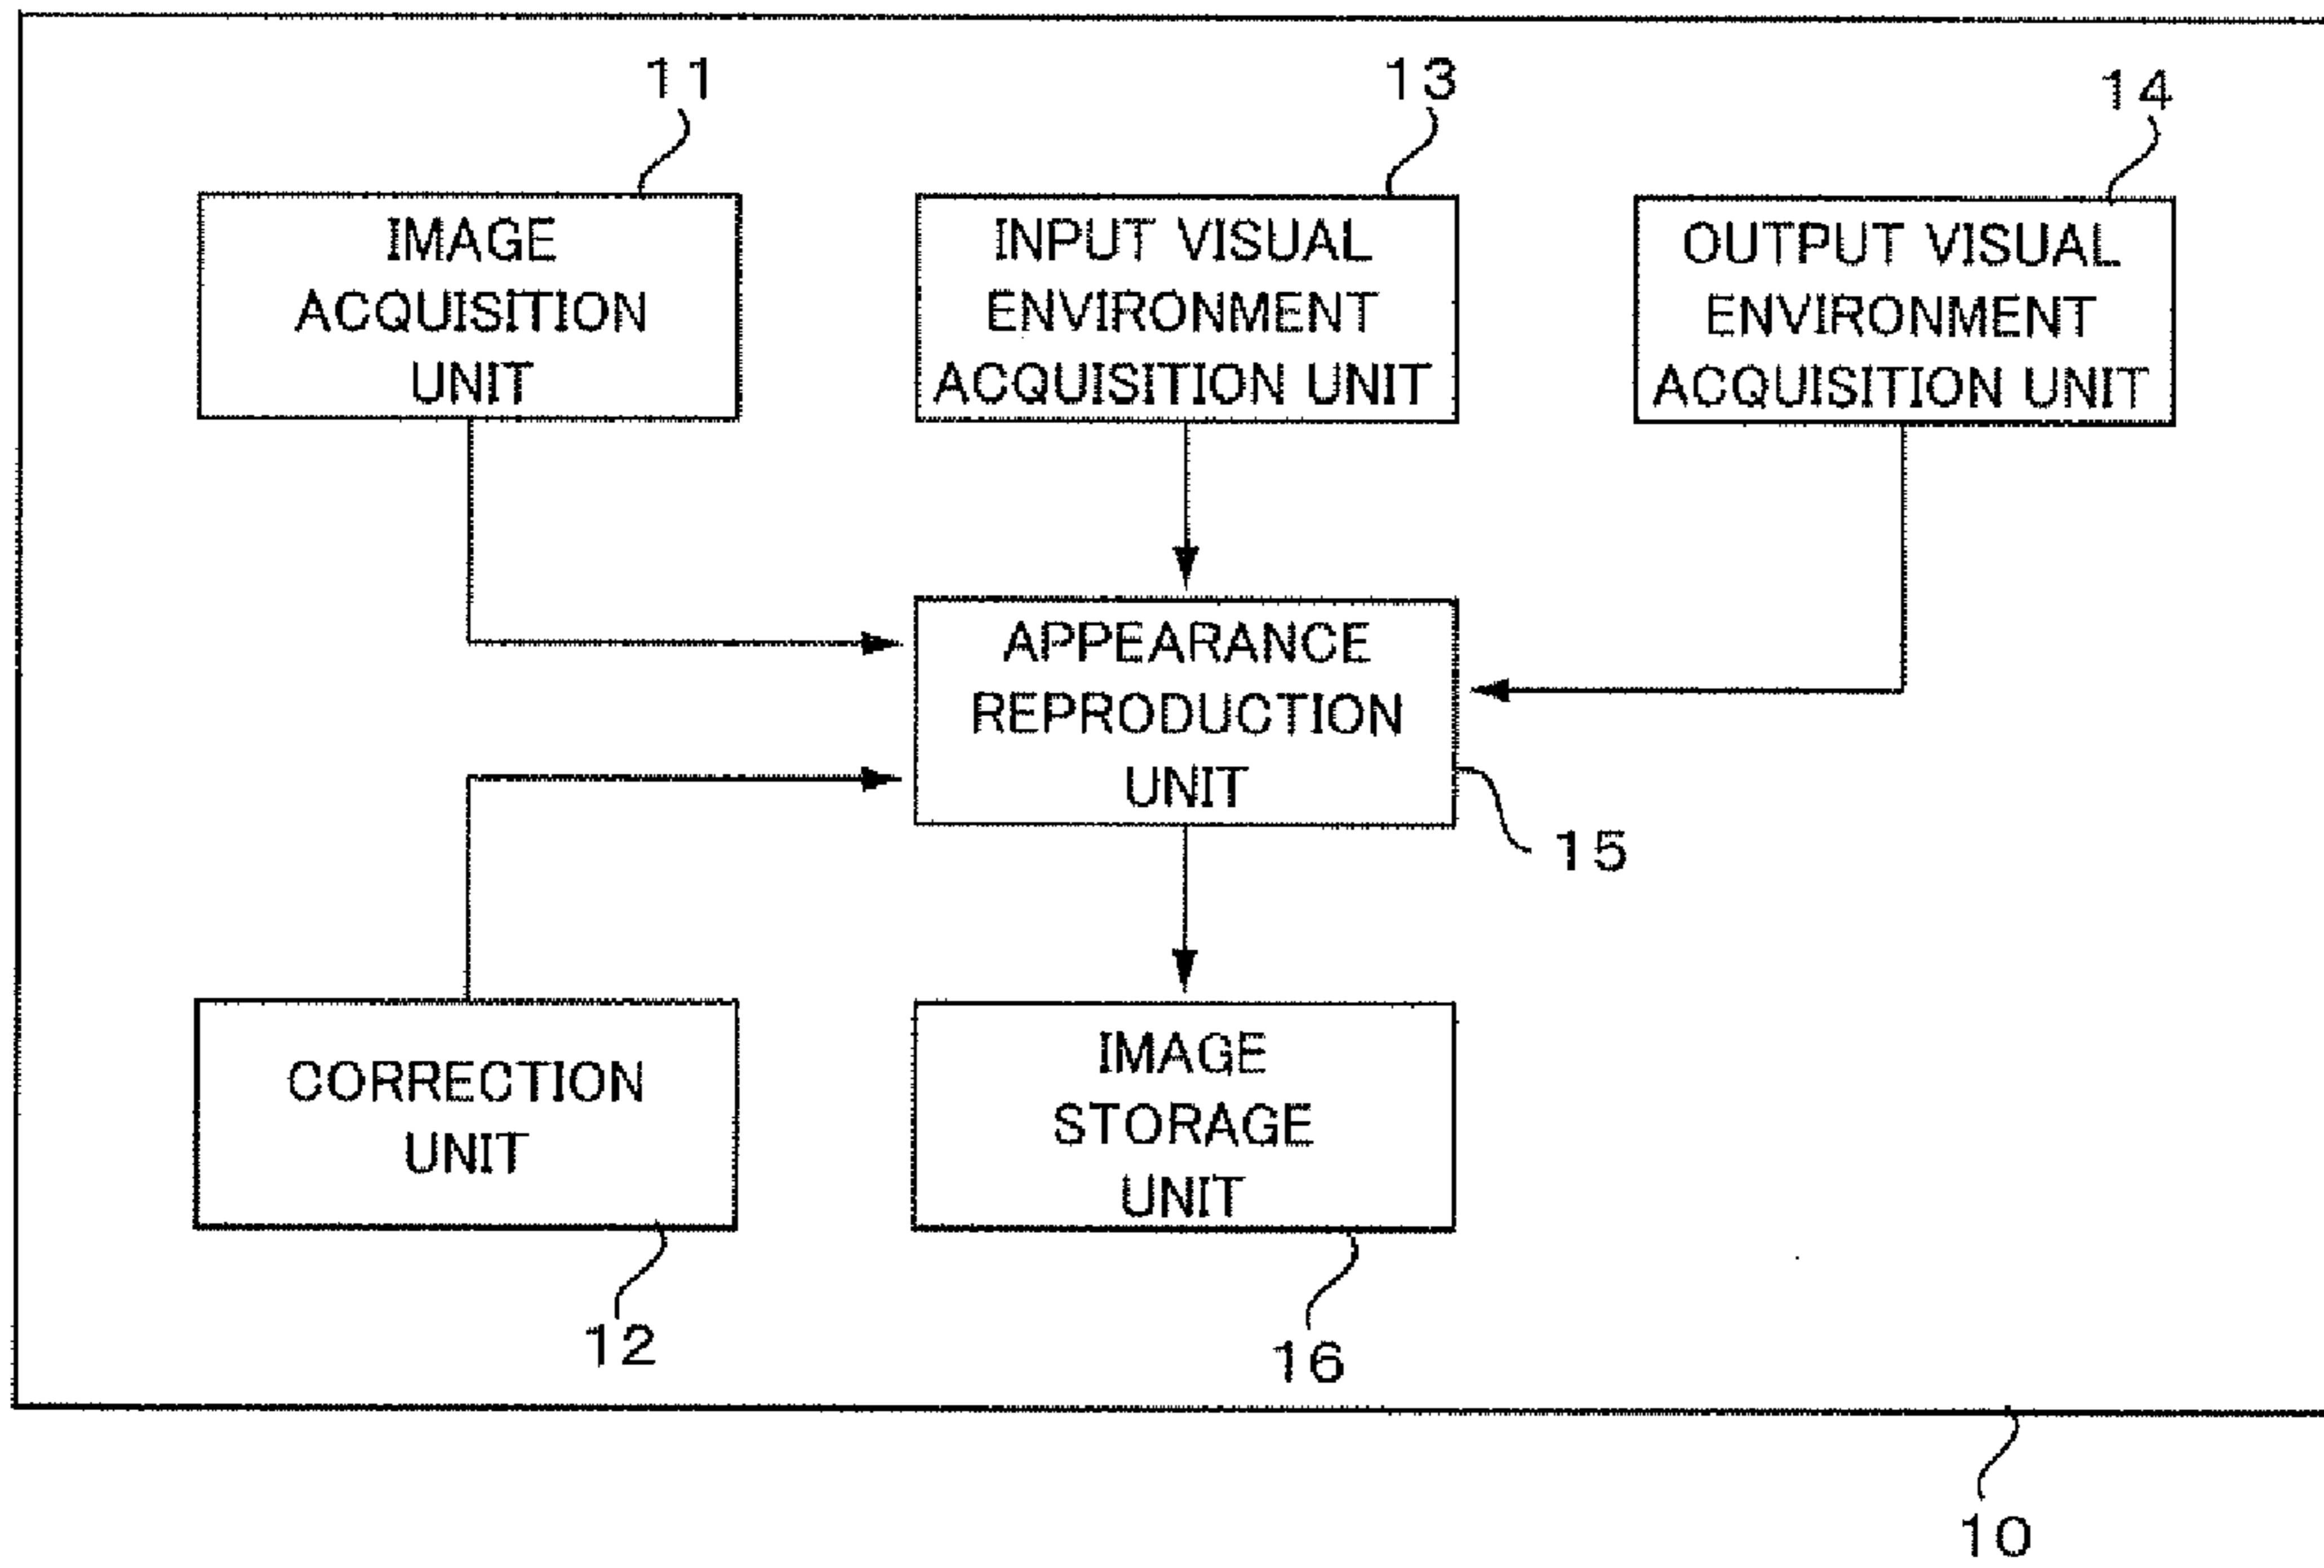 11
13
14
IMAGE
ACQUISITION
UNIT
INPUT VISUAL
ENVIRONMENT
ACQUISITION UNIT
OUTPUT VISUAL
ENVIRONMENT
ACQUISITION UNIT
APPEARANCE
REPRODUCTION
UNIT
15
CORRECTION
UNIT
IMAGE
STORAGE
UNIT
12
16
10